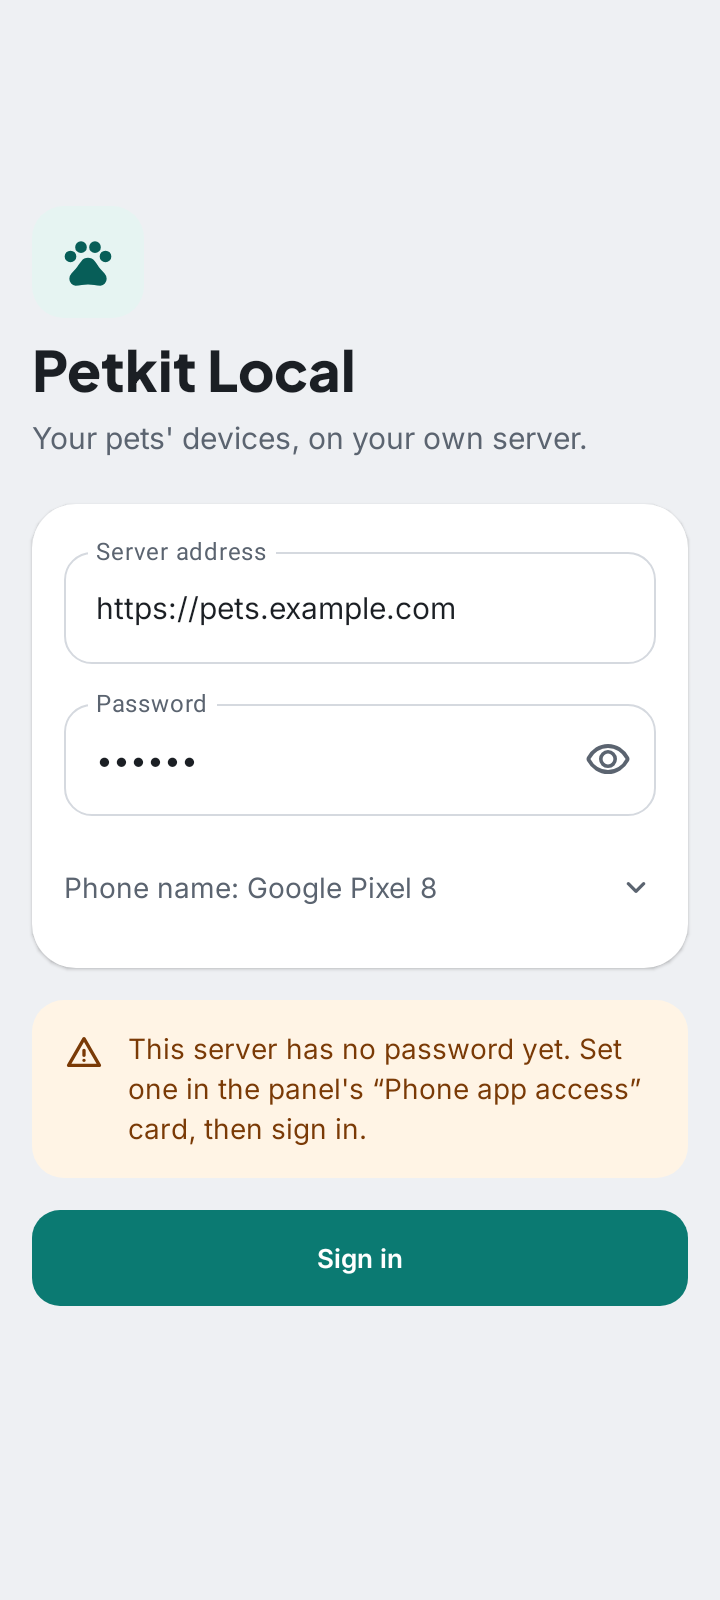 Petkit Local
Your pets' devices, on your own server.
Server address
https://pets.example.com
Password
••••••
Phone name: Google Pixel 8
This server has no password yet. Set
one in the panel's “Phone app access”
card, then sign in.
Sign in